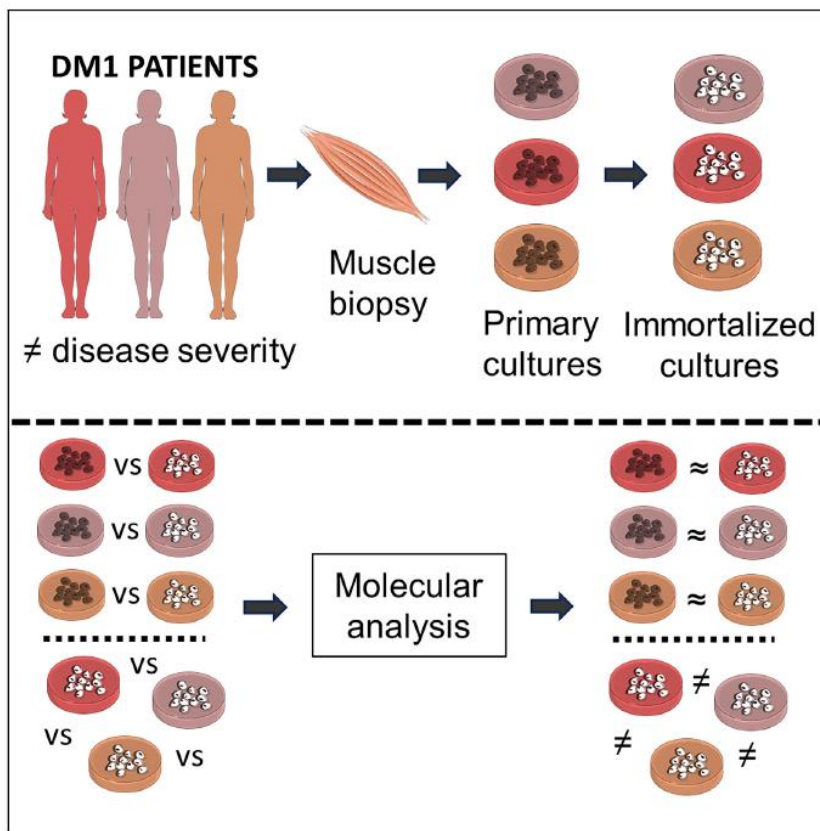 DM1 PATIENTS
≠ disease severity
Muscle
biopsy
Primary
cultures
Immortalized
cultures
vs
vs
vs
vs
vs
vs
Molecular
analysis
≈
≈
≈
≠
≠
≠